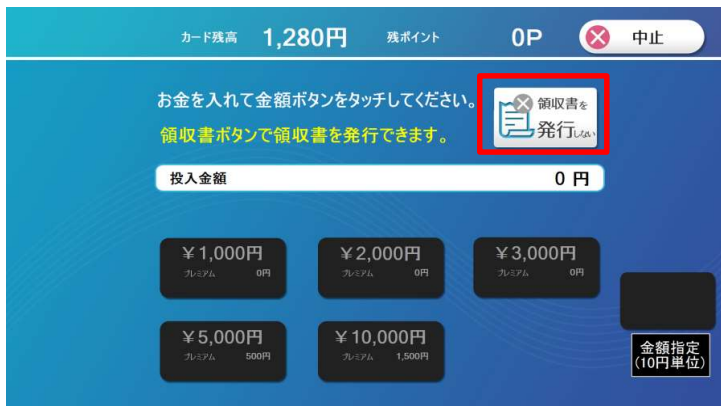 カード残高 1,280円 残ポイント 0P 中止
お金を入れて金額ボタンをタッチしてください。
領収書を
発行しない
領収書ボタンで領収書を発行できます。
投入金額 0 円
￥1,000円
プレミアム 0円
￥2,000円
プレミアム 0円
￥3,000円
プレミアム 0円
￥5,000円
プレミアム 500円
￥10,000円
プレミアム 1,500円
金額指定
(10円単位)